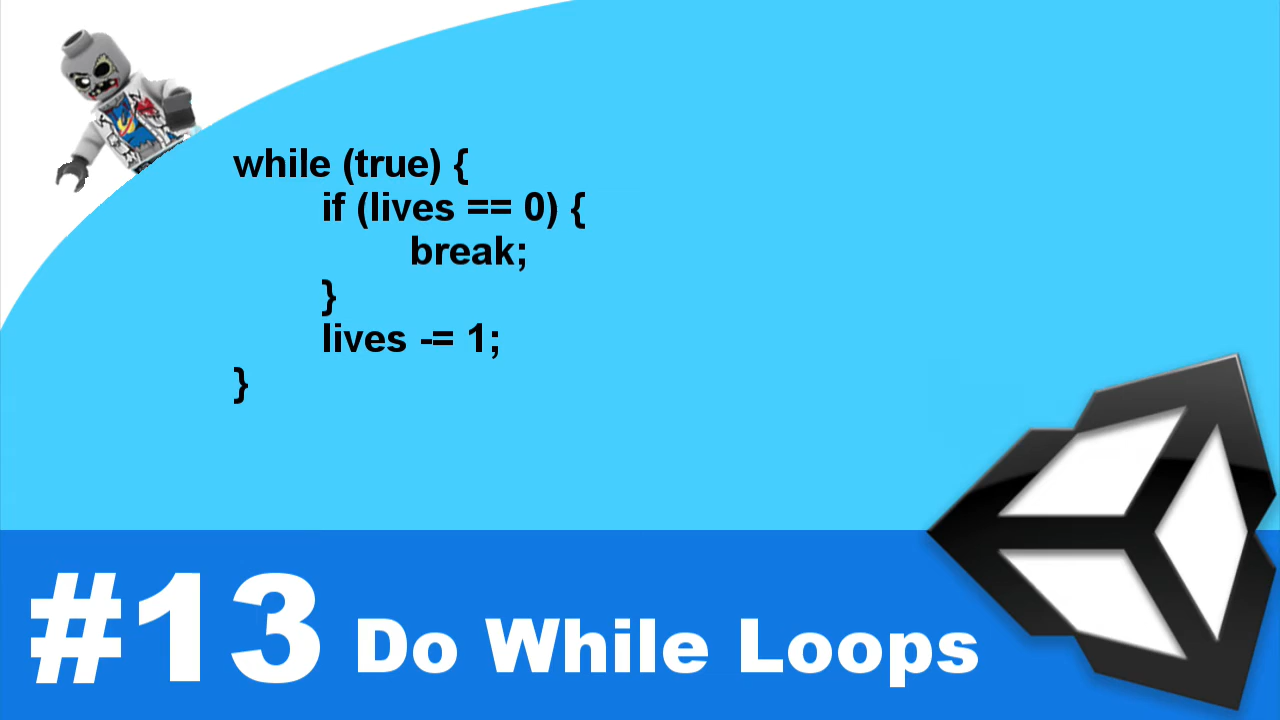 while (true) {
if (lives == 0) {
break;
}
lives -= 1;
}
#13 Do While Loops